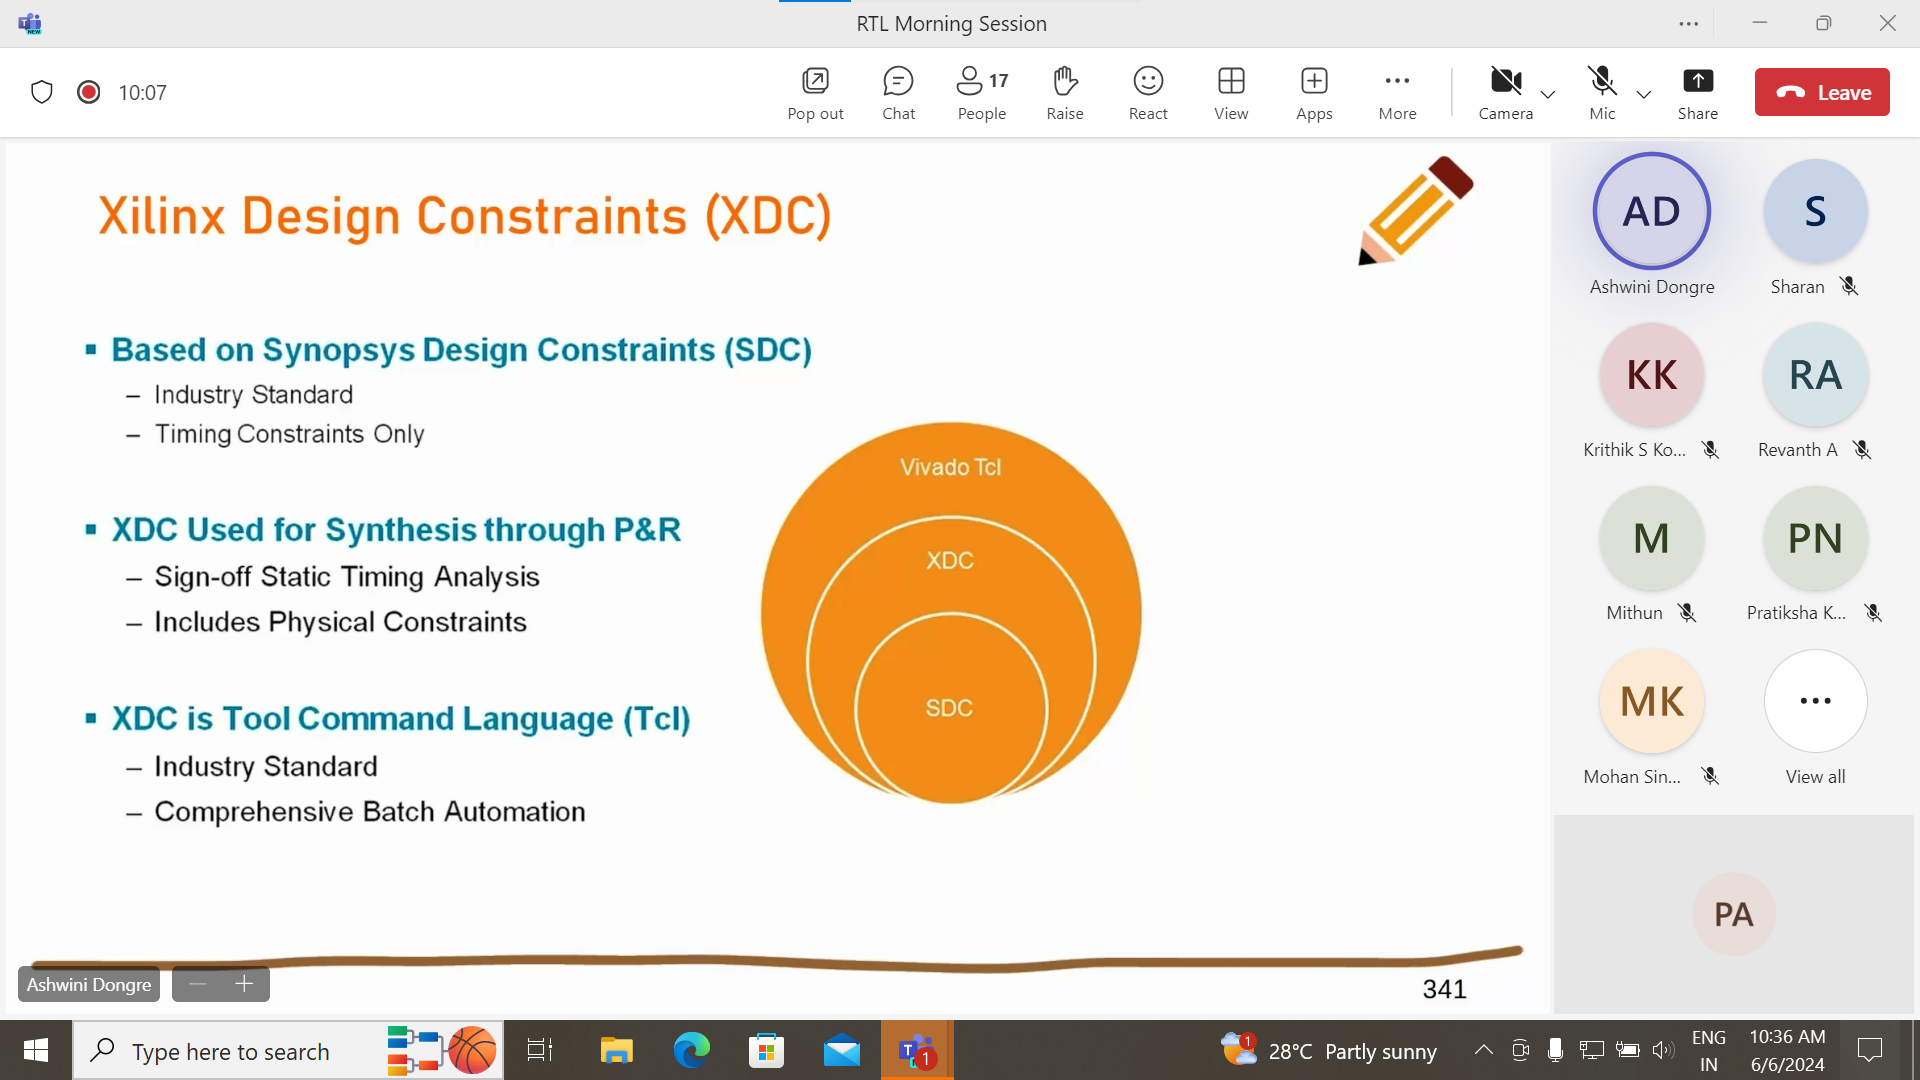 RTL Morning Session
10:07
Pop out
Chat
17
People
Raise
React
View
Apps
More
Camera
Mic
Share
Leave
Xilinx Design Constraints (XDC)
▪ Based on Synopsys Design Constraints (SDC)
– Industry Standard
– Timing Constraints Only
▪ XDC Used for Synthesis through P&R
– Sign-off Static Timing Analysis
– Includes Physical Constraints
▪ XDC is Tool Command Language (Tcl)
– Industry Standard
– Comprehensive Batch Automation
Vivado Tcl
XDC
SDC
341
Ashwini Dongre
AD
Ashwini Dongre
S
Sharan
KK
Krithik S Ko...
RA
Revanth A
M
Mithun
PN
Pratiksha K...
MK
Mohan Sin...
View all
PA
NEW
Type here to search
T
1
1
28°C Partly sunny
ENG
IN
10:36 AM
6/6/2024